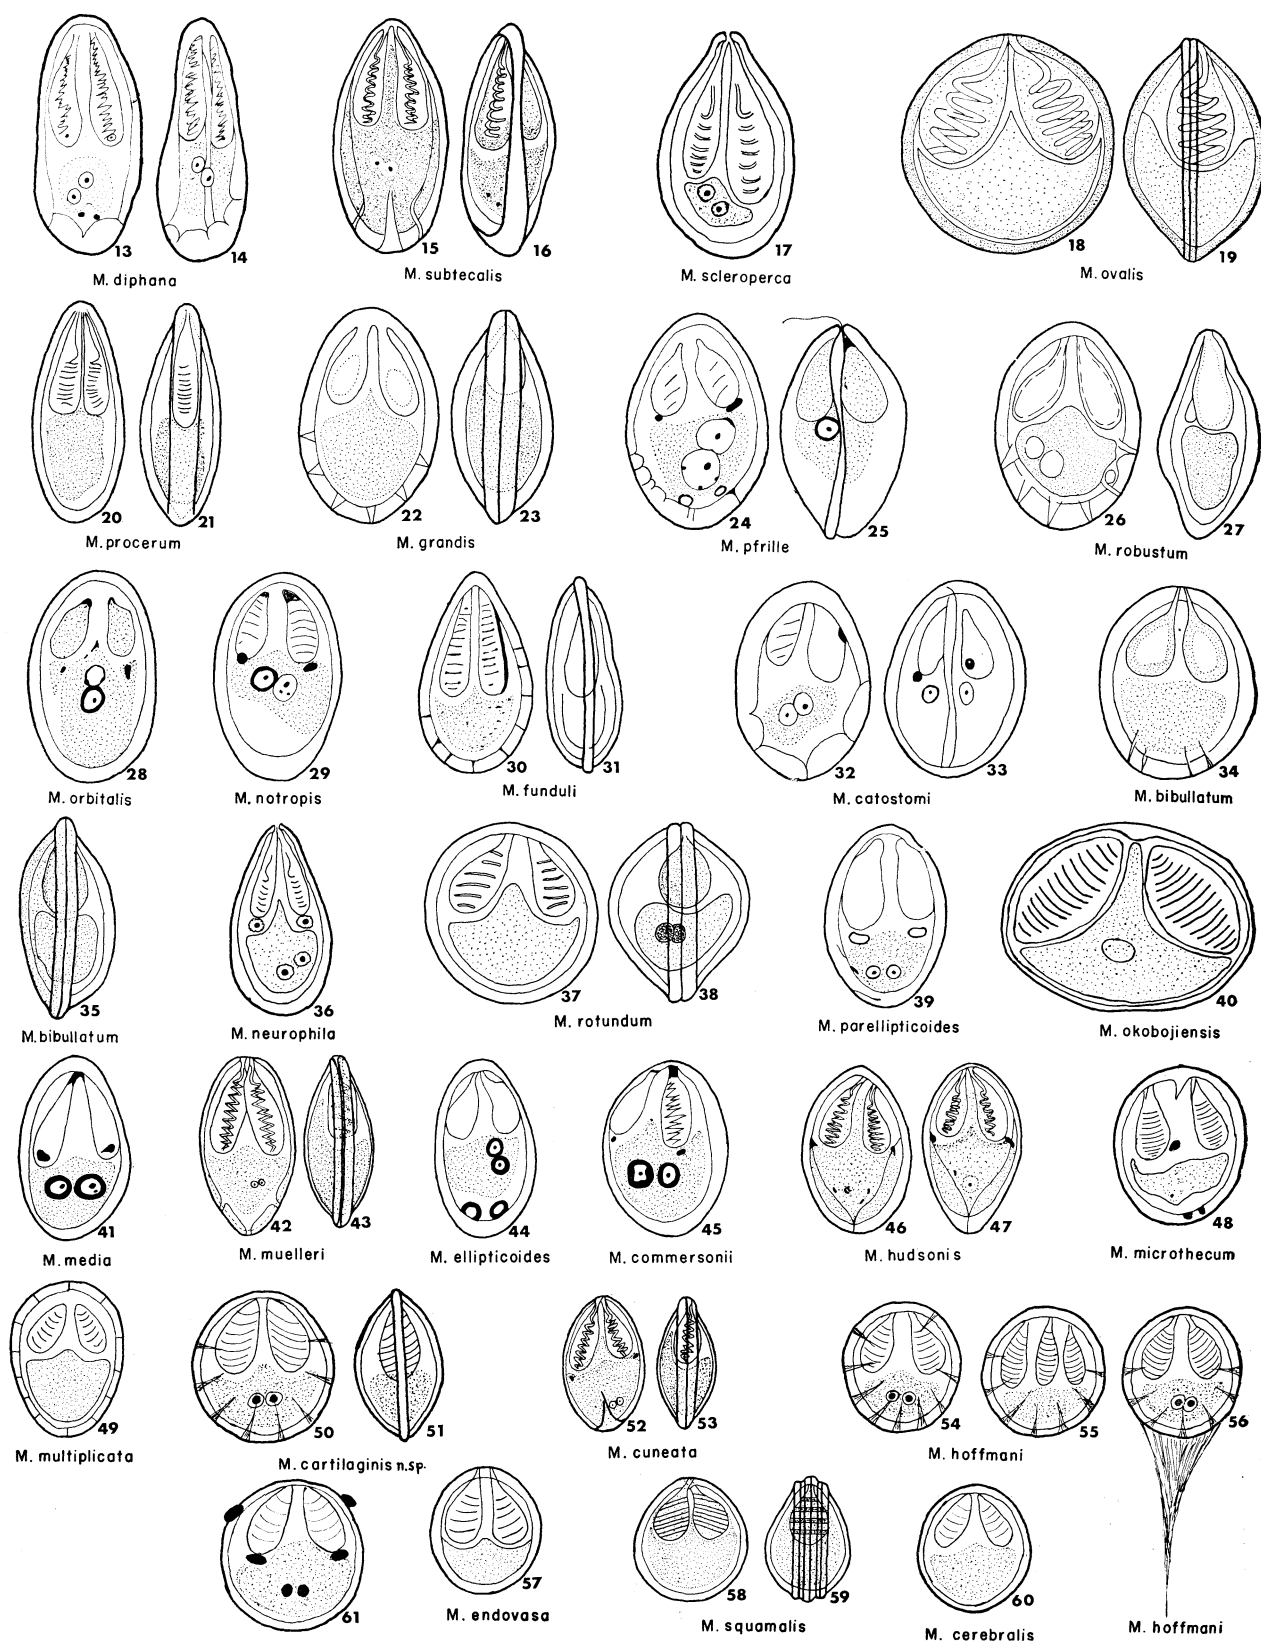 13 14 15 16 17 18 19
M. diphana M. subtecalis M. scleroperca M. ovalis
20 21 22 23 24 25 26 27
M. procerum M. grandis M. pfrille M. robustum
28 29 30 31 32 33 34
M. orbitalis M. notropis M. funduli M. catostomi M. bibullatum
35 36 37 38 39 40
M. bibullatum M. neurophila M. rotundum M. parellipticoides M. okobojiensis
41 42 43 44 45 46 47 48
M. media M. muelleri M. ellipticoides M. commersonii M. hudsonis M. microthecum
49 50 51 52 53 54 55 56
M. multiplicata M. cartilaginis n.sp. M. cuneata M. hoffmani
61 57 58 59 60
M. endovasa M. squamalis M. cerebralis M. hoffmani